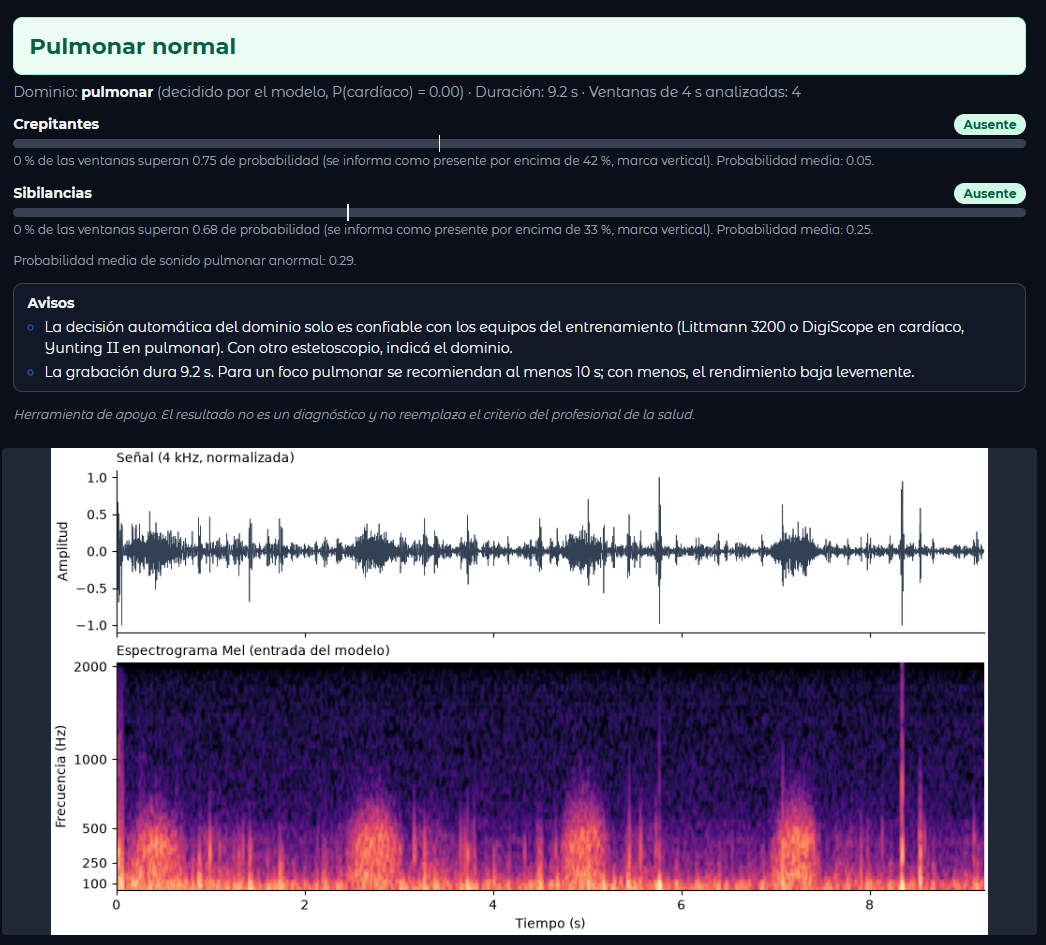 Pulmonar normal
Dominio: pulmonar (decidido por el modelo, P(cardíaco) = 0.00) · Duración: 9.2 s · Ventanas de 4 s analizadas: 4
Crepitantes
Ausente
0 % de las ventanas superan 0.75 de probabilidad (se informa como presente por encima de 42 %, marca vertical). Probabilidad media: 0.05.
Sibilancias
Ausente
0 % de las ventanas superan 0.68 de probabilidad (se informa como presente por encima de 33 %, marca vertical). Probabilidad media: 0.25.
Probabilidad media de sonido pulmonar anormal: 0.29.
Avisos
La decisión automática del dominio solo es confiable con los equipos del entrenamiento (Littmann 3200 o DigiScope en cardíaco,
Yunting II en pulmonar). Con otro estetoscopio, indicá el dominio.
La grabación dura 9.2 s. Para un foco pulmonar se recomiendan al menos 10 s; con menos, el rendimiento baja levemente.
Herramienta de apoyo. El resultado no es un diagnóstico y no reemplaza el criterio del profesional de la salud.
Señal (4 kHz, normalizada)
Amplitud
1.0
0.5
0.0
−0.5
−1.0
Espectrograma Mel (entrada del modelo)
Frecuencia (Hz)
2000
1000
500
250
100
0 2 4 6 8
Tiempo (s)